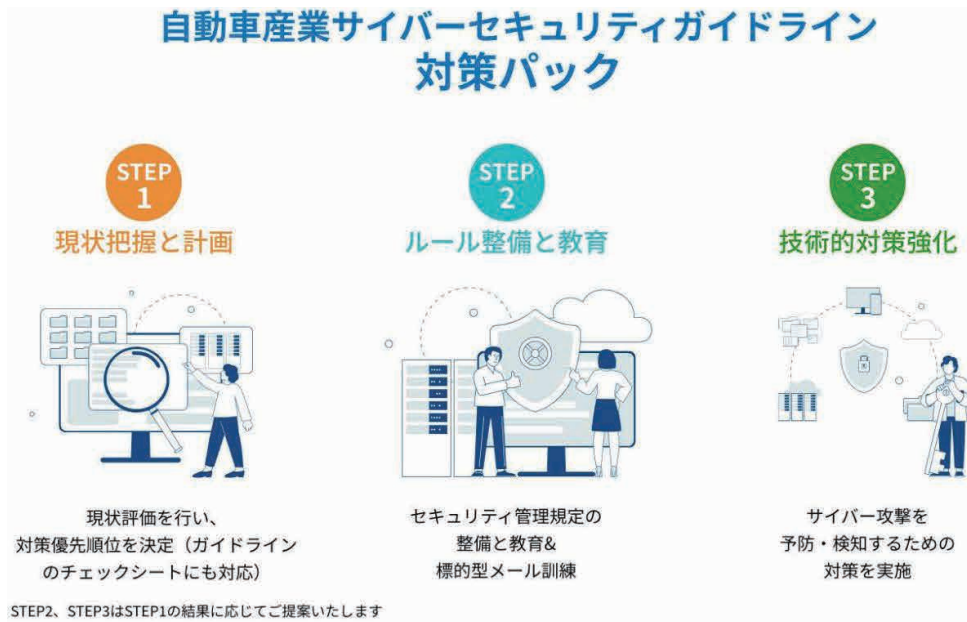 自動車産業サイバーセキュリティガイドライン
対策パック
STEP
1
現状把握と計画
STEP
2
ルール整備と教育
STEP
3
技術的対策強化
現状評価を行い、
対策優先順位を決定（ガイドライン
のチェックシートにも対応）
セキュリティ管理規定の
整備と教育&
標的型メール訓練
サイバー攻撃を
予防・検知するための
対策を実施
STEP2、STEP3はSTEP1の結果に応じてご提案いたします